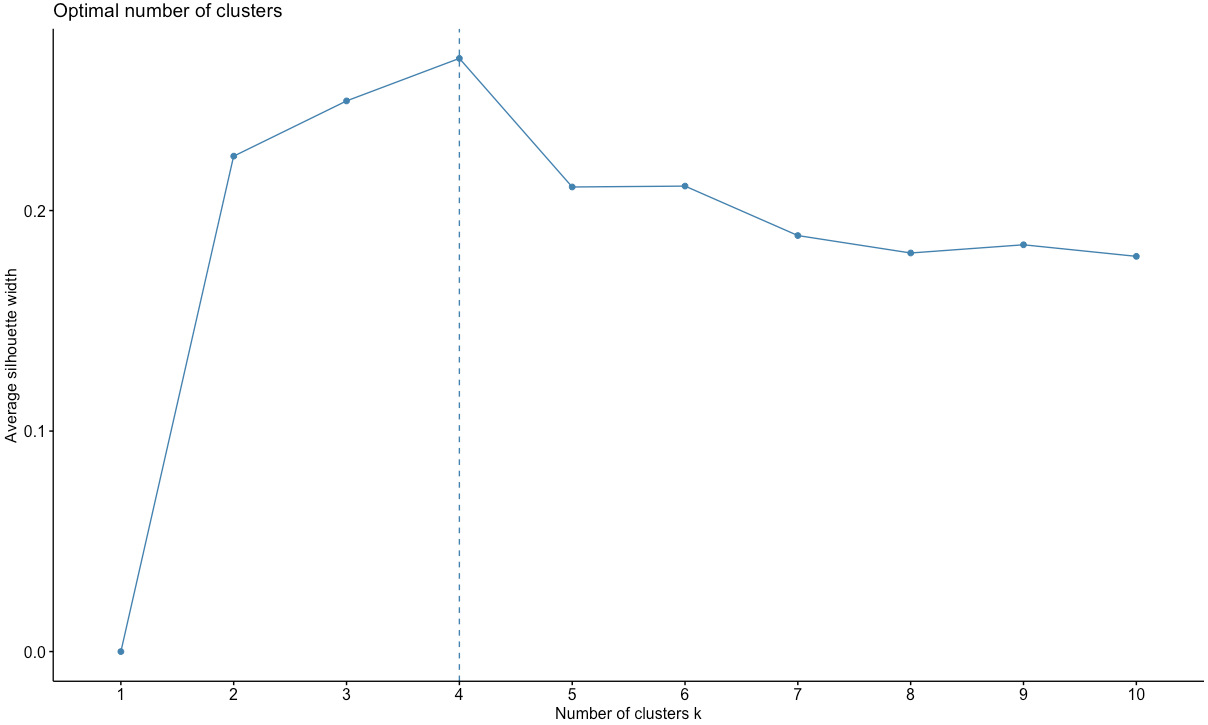 Optimal number of clusters
Average silhouette width
0.2
0.1
0.0
1 2 3 4 5 6 7 8 9 10
Number of clusters k